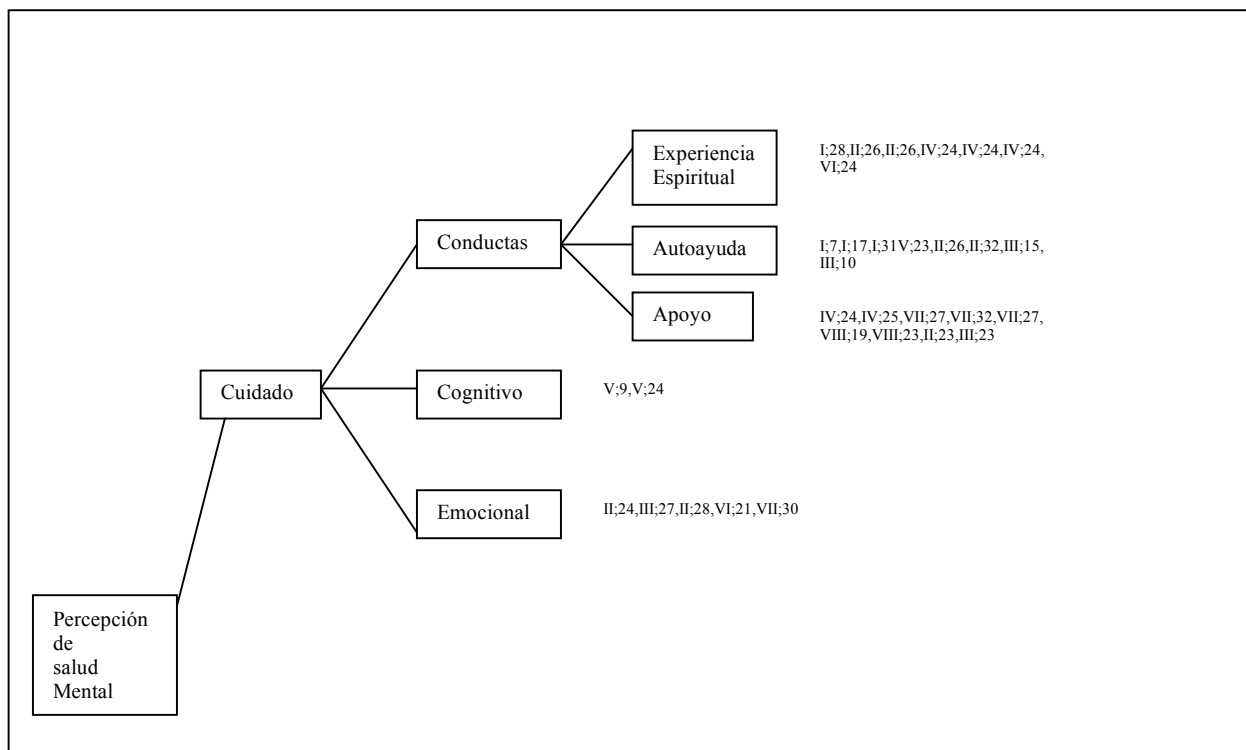 Experiencia
Espiritual
I;28,II;26,II;26,IV;24,IV;24,IV;24,
VI;24
Conductas
Autoayuda
I;7,I;17,I;31V;23,II;26,II;32,III;15,
III;10
Apoyo
IV;24,IV;25,VII;27,VII;32,VII;27,
VIII;19,VIII;23,II;23,III;23
Cuidado
Cognitivo
V;9,V;24
Emocional
II;24,III;27,II;28,VI;21,VII;30
Percepción
de
salud
Mental